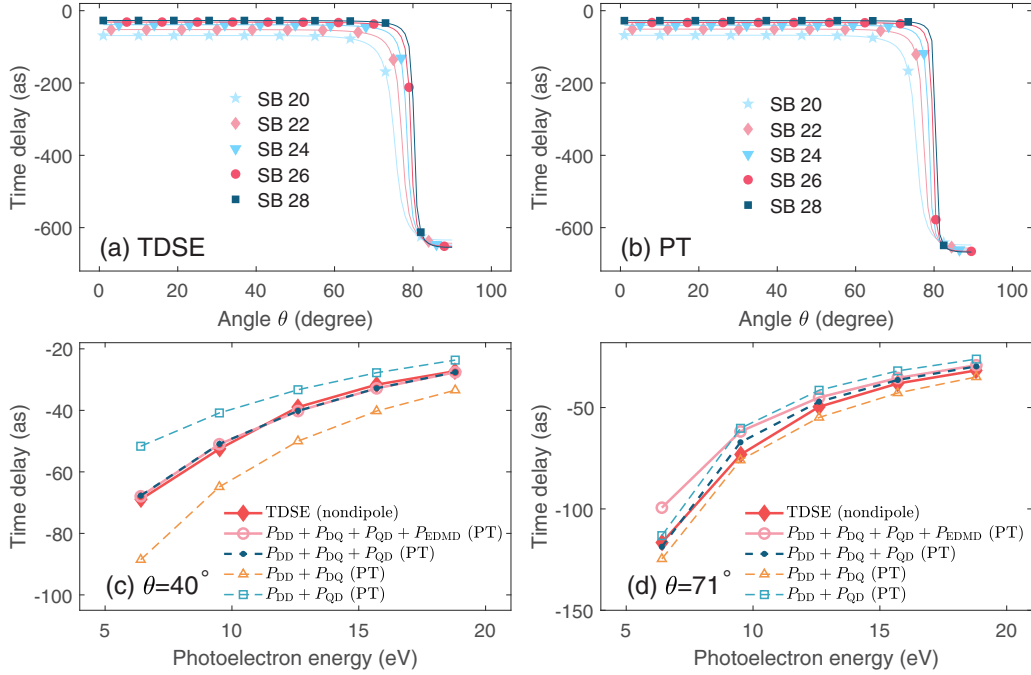 0
-200
-400
-600
Time delay (as)
SB 20
SB 22
SB 24
SB 26
SB 28
(a) TDSE
0 20 40 60 80 100
Angle θ (degree)
0
-200
-400
-600
Time delay (as)
SB 20
SB 22
SB 24
SB 26
SB 28
(b) PT
0 20 40 60 80 100
Angle θ (degree)
-20
-40
-60
-80
-100
Time delay (as)
TDSE (nondipole)
P_DD + P_DQ + P_QD + P_EDMD (PT)
P_DD + P_DQ + P_QD (PT)
P_DD + P_DQ (PT)
P_DD + P_QD (PT)
(c) θ=40°
5 10 15 20
Photoelectron energy (eV)
-50
-100
-150
Time delay (as)
TDSE (nondipole)
P_DD + P_DQ + P_QD + P_EDMD (PT)
P_DD + P_DQ + P_QD (PT)
P_DD + P_DQ (PT)
P_DD + P_QD (PT)
(d) θ=71°
5 10 15 20
Photoelectron energy (eV)